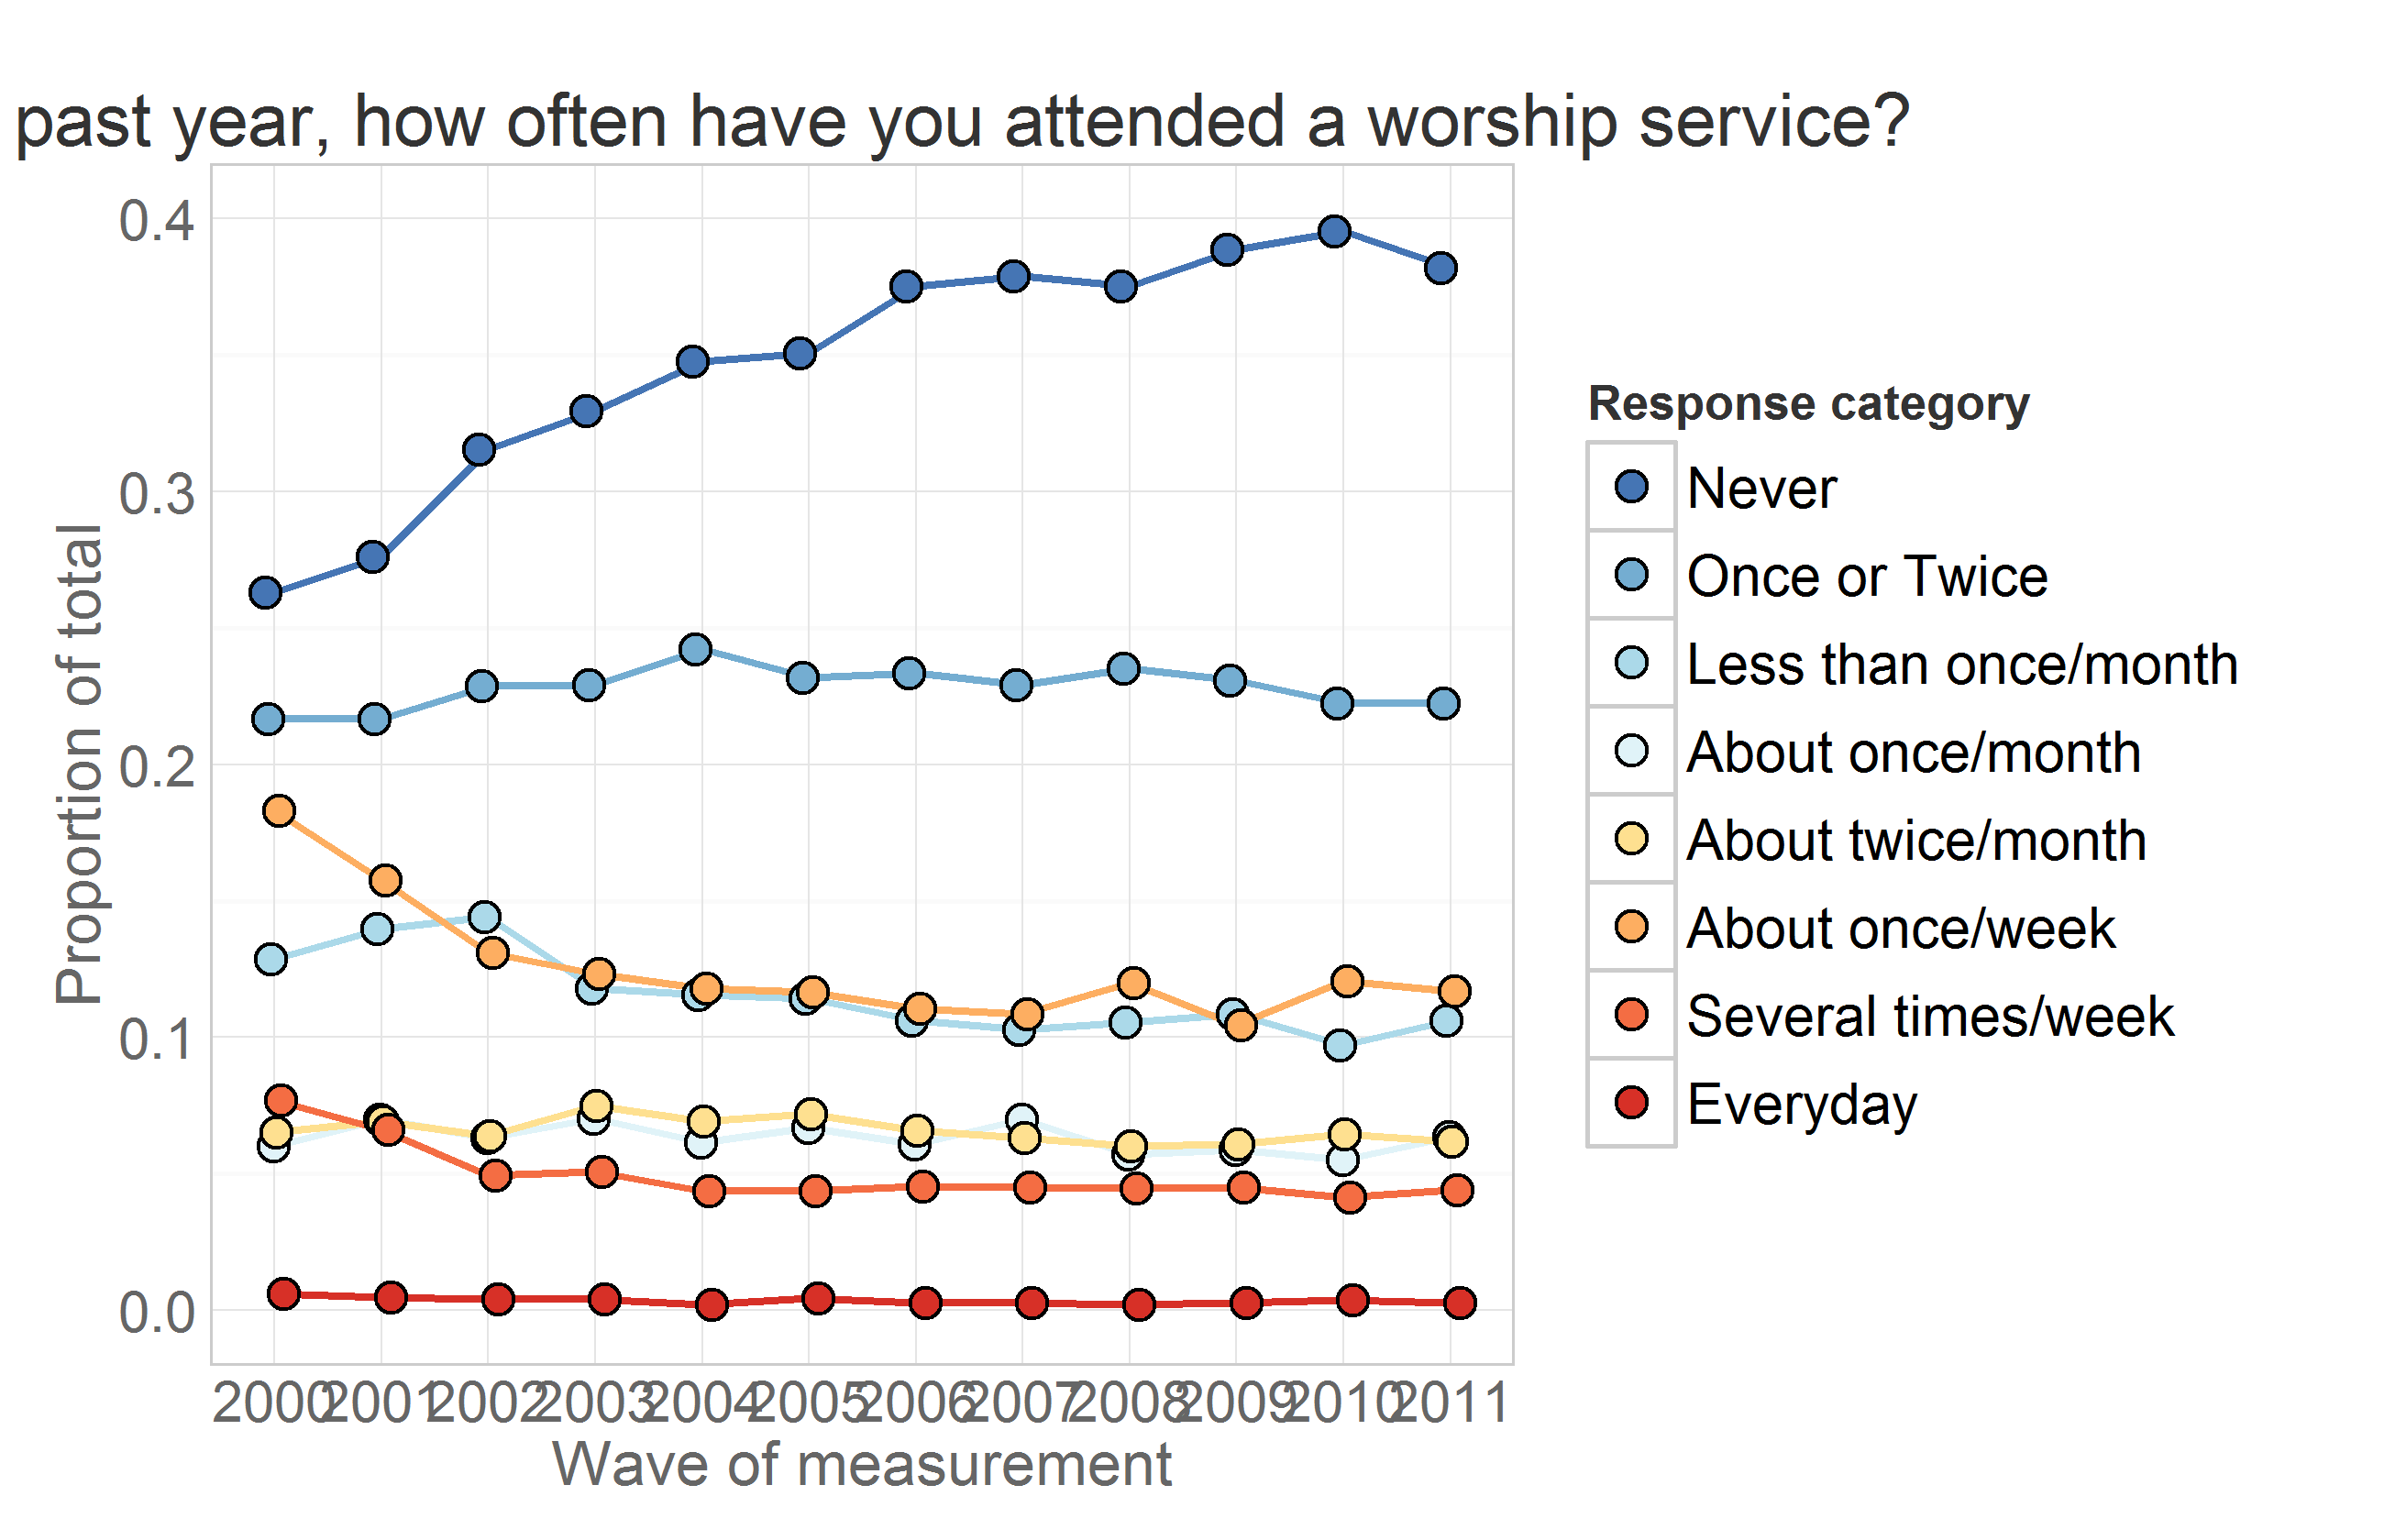 past year, how often have you attended a worship service?
0.4
0.3
0.2
0.1
0.0
Proportion of total
2000 2001 2002 2003 2004 2005 2006 2007 2008 2009 2010 2011
Wave of measurement
Response category
Never
Once or Twice
Less than once/month
About once/month
About twice/month
About once/week
Several times/week
Everyday